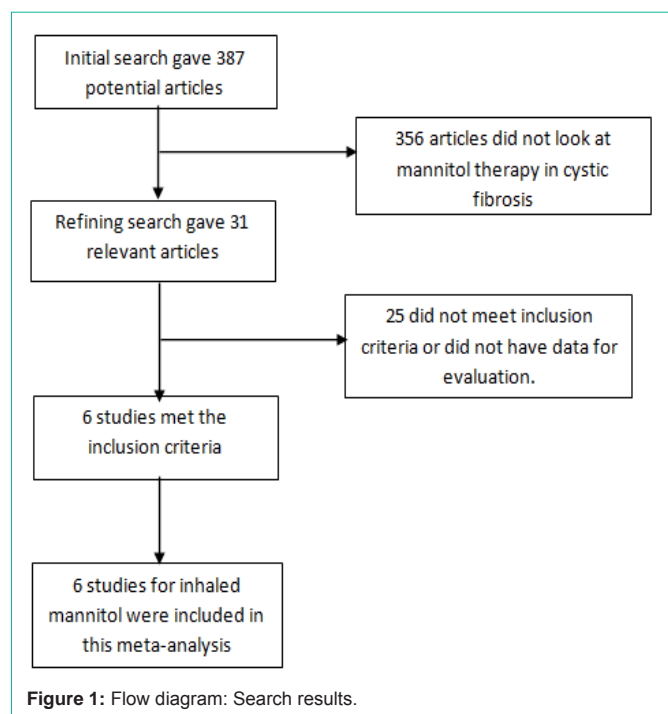 Initial search gave 387
potential articles
356 articles did not look at
mannitol therapy in cystic
fibrosis
Refining search gave 31
relevant articles
25 did not meet inclusion
criteria or did not have data for
evaluation.
6 studies met the
inclusion criteria
6 studies for inhaled
mannitol were included in
this meta-analysis
Figure 1: Flow diagram: Search results.